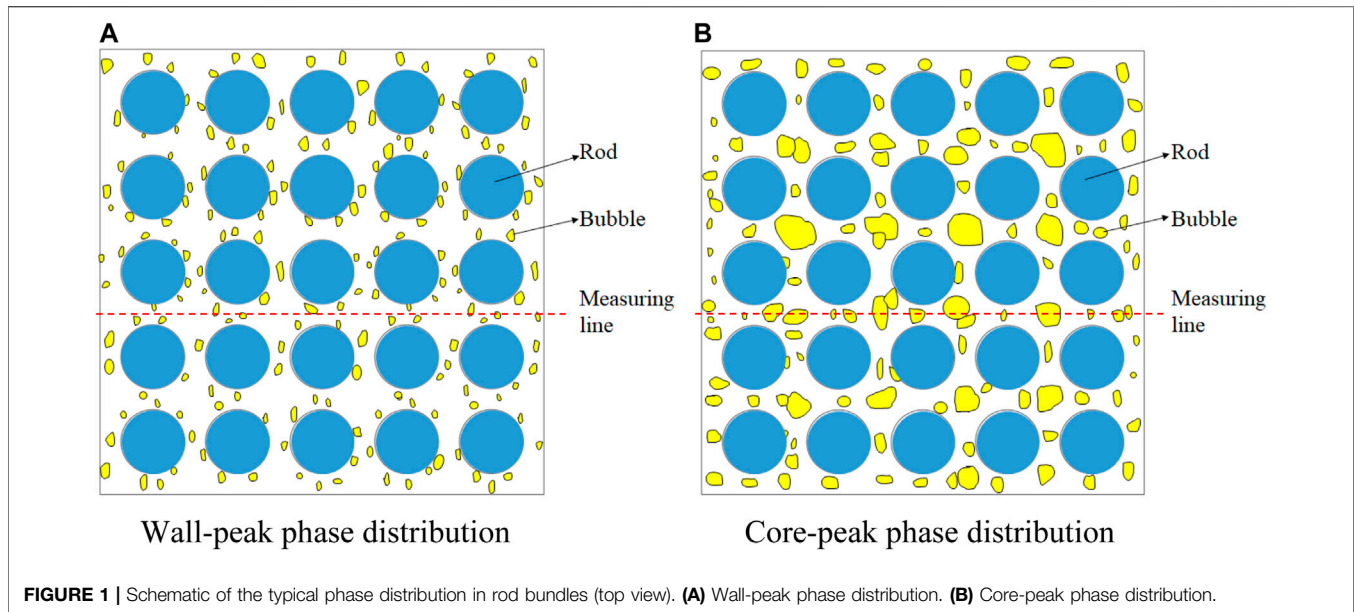 A
B
Rod
Bubble
Measuring
line
Rod
Bubble
Measuring
line
Wall-peak phase distribution
Core-peak phase distribution
FIGURE 1 | Schematic of the typical phase distribution in rod bundles (top view). (A) Wall-peak phase distribution. (B) Core-peak phase distribution.